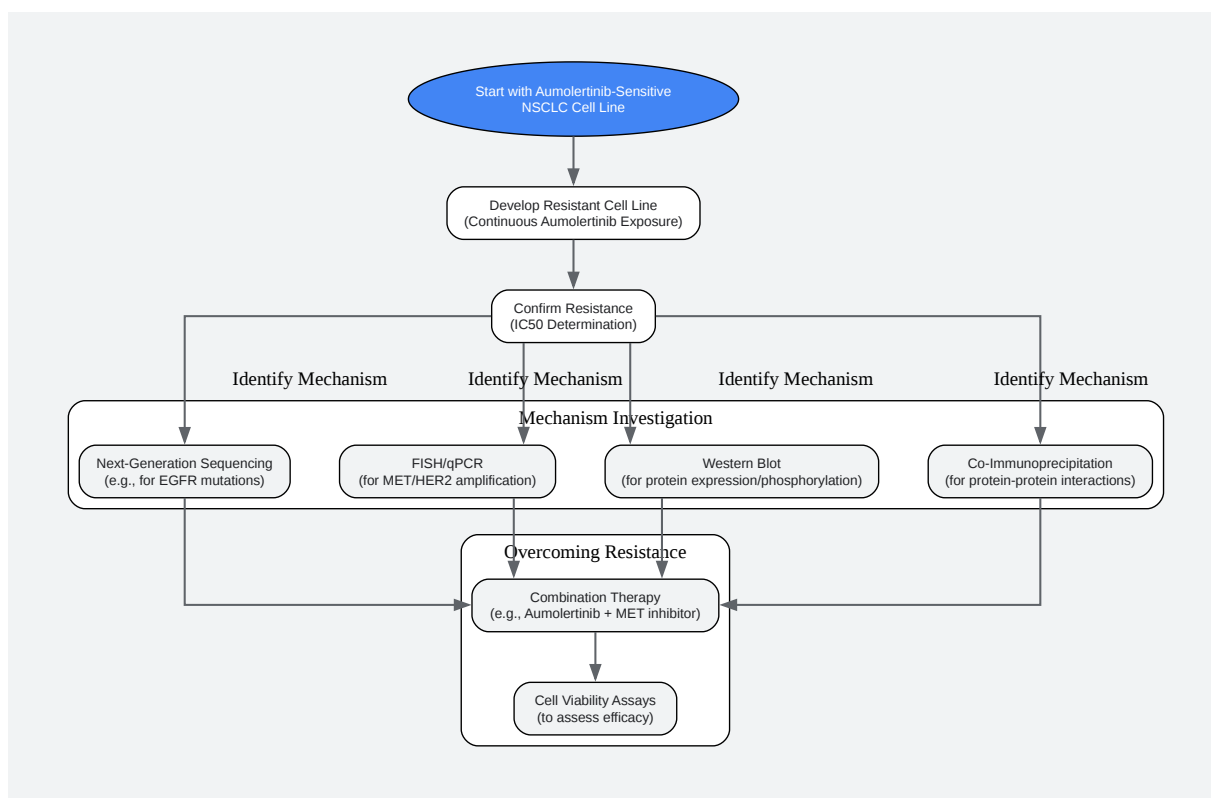 Start with Aumolertinib-Sensitive
NSCLC Cell Line
Develop Resistant Cell Line
(Continuous Aumolertinib Exposure)
Confirm Resistance
(IC50 Determination)
Identify Mechanism
Identify Mechanism
Identify Mechanism
Identify Mechanism
Mechanism Investigation
Next-Generation Sequencing
(e.g., for EGFR mutations)
FISH/qPCR
(for MET/HER2 amplification)
Western Blot
(for protein expression/phosphorylation)
Co-Immunoprecipitation
(for protein-protein interactions)
Overcoming Resistance
Combination Therapy
(e.g., Aumolertinib + MET inhibitor)
Cell Viability Assays
(to assess efficacy)